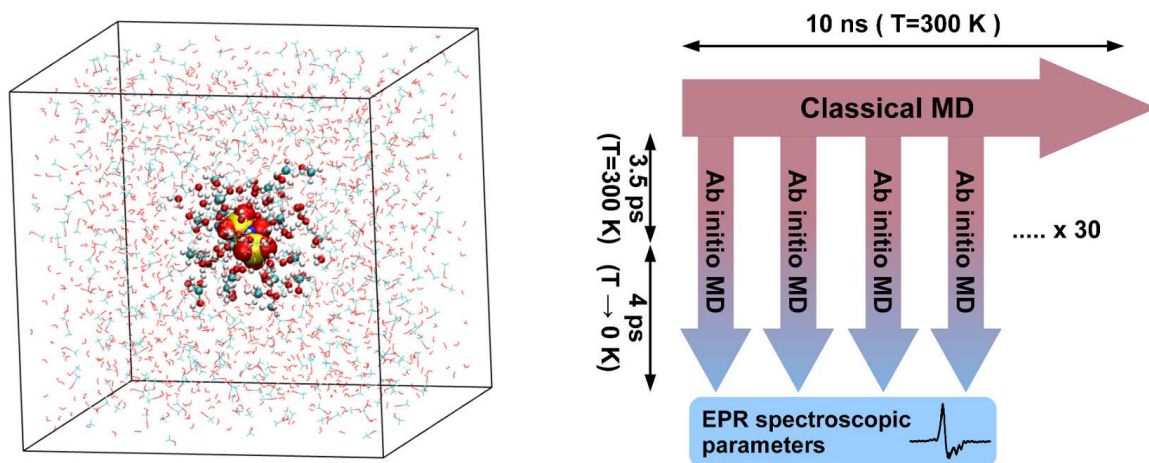 10 ns ( T=300 K )
Classical MD
3.5 ps
(T=300 K)
4 ps
(T → 0 K)
Ab initio MD
Ab initio MD
Ab initio MD
Ab initio MD
..... x 30
EPR spectroscopic
parameters